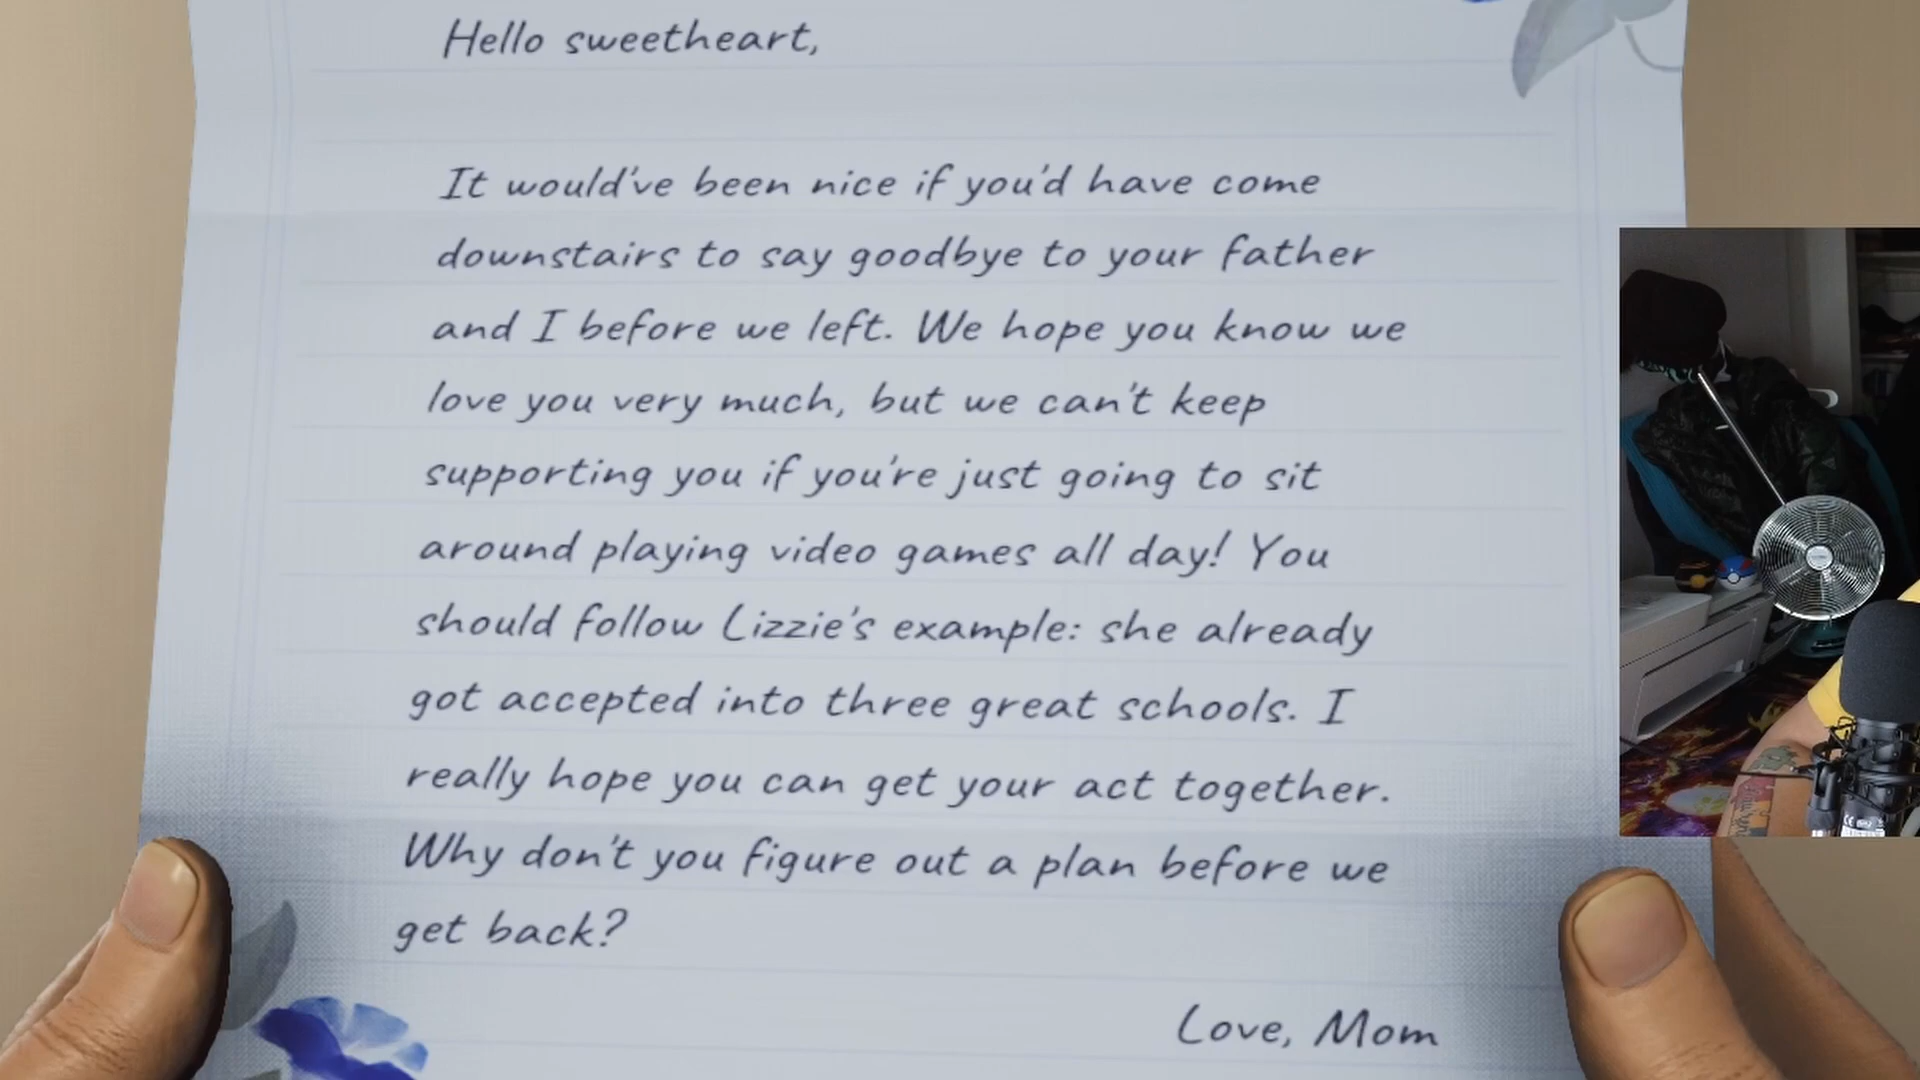 Hello sweetheart,
It would've been nice if you'd have come
downstairs to say goodbye to your father
and I before we left. We hope you know we
love you very much, but we can't keep
supporting you if you're just going to sit
around playing video games all day! You
should follow Lizzie's example: she already
got accepted into three great schools. I
really hope you can get your act together.
Why don't you figure out a plan before we
get back?
Love, Mom